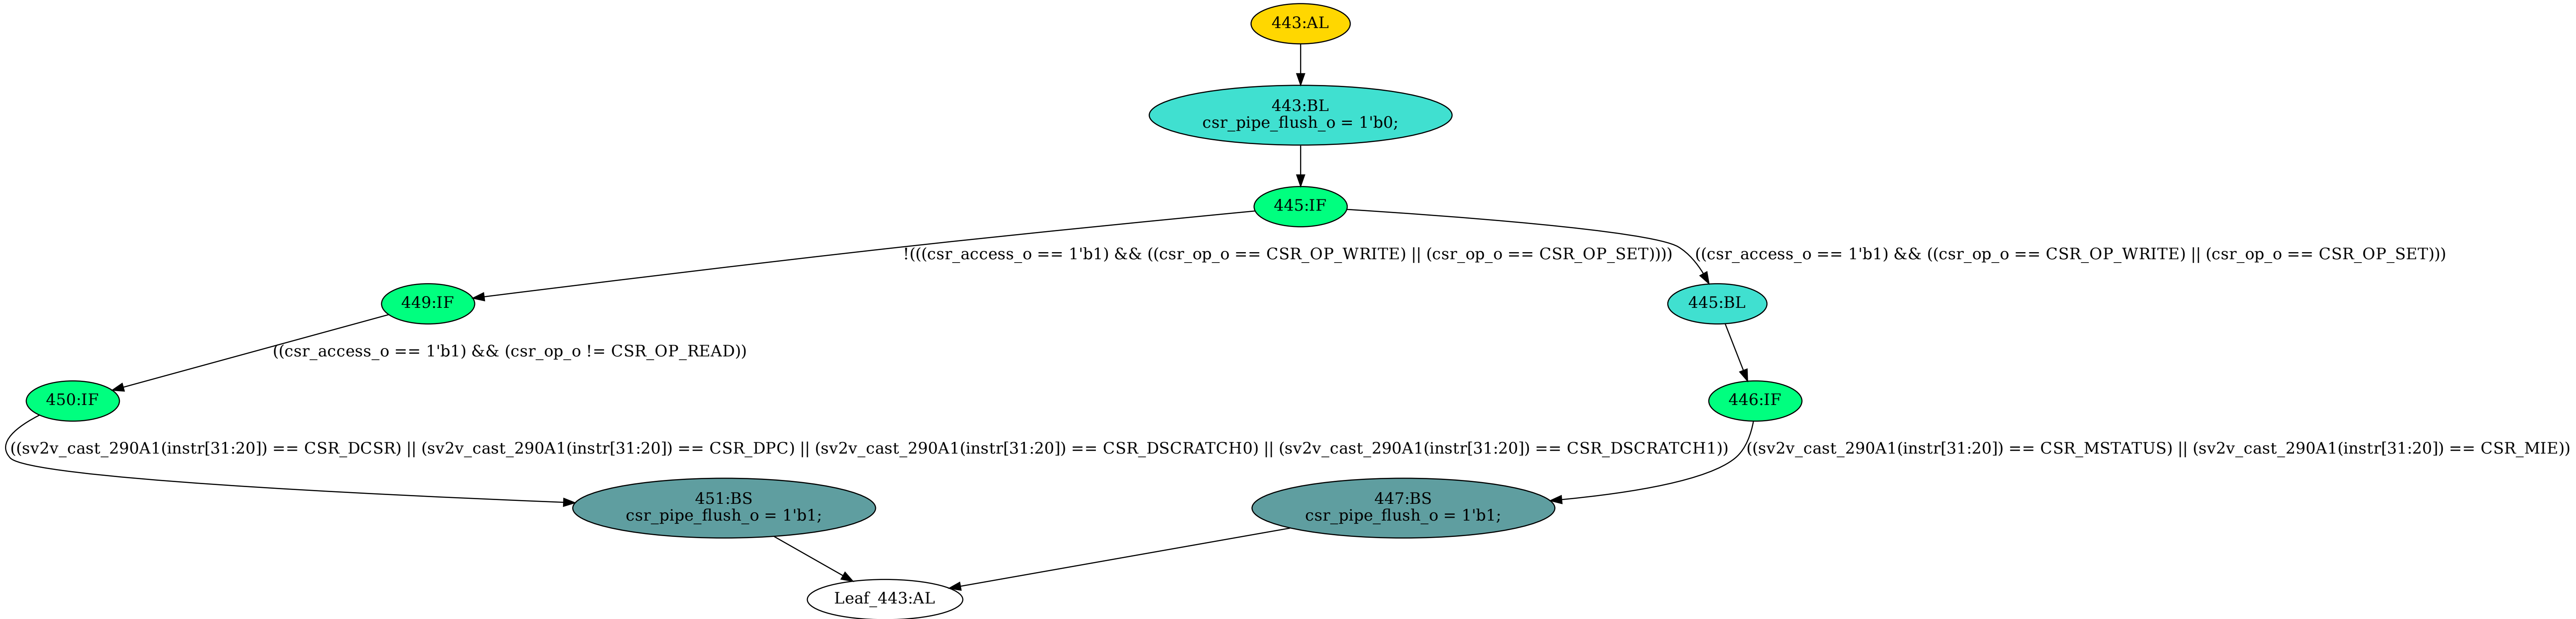 443:AL
443:BL
csr_pipe_flush_o = 1'b0;
445:IF
!(((csr_access_o == 1'b1) && ((csr_op_o == CSR_OP_WRITE) || (csr_op_o == CSR_OP_SET))))
((csr_access_o == 1'b1) && ((csr_op_o == CSR_OP_WRITE) || (csr_op_o == CSR_OP_SET)))
449:IF
445:BL
((csr_access_o == 1'b1) && (csr_op_o != CSR_OP_READ))
450:IF
446:IF
((sv2v_cast_290A1(instr[31:20]) == CSR_DCSR) || (sv2v_cast_290A1(instr[31:20]) == CSR_DPC) || (sv2v_cast_290A1(instr[31:20]) == CSR_DSCRATCH0) || (sv2v_cast_290A1(instr[31:20]) == CSR_DSCRATCH1))
((sv2v_cast_290A1(instr[31:20]) == CSR_MSTATUS) || (sv2v_cast_290A1(instr[31:20]) == CSR_MIE))
451:BS
csr_pipe_flush_o = 1'b1;
447:BS
csr_pipe_flush_o = 1'b1;
Leaf_443:AL